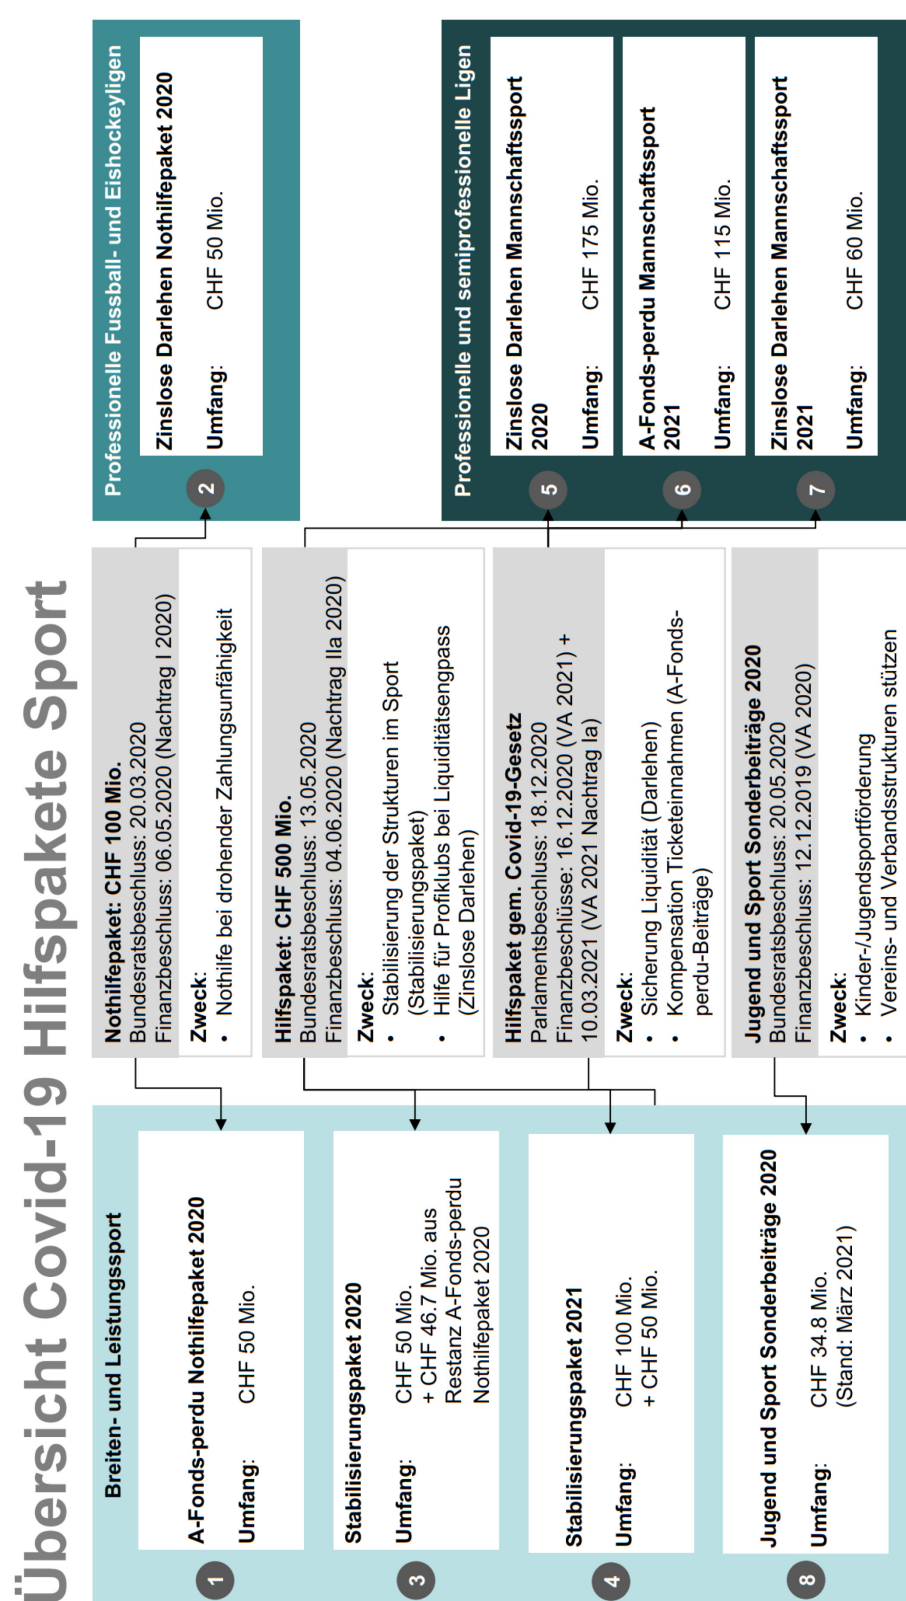 Übersicht Covid-19 Hilfspakete Sport
Breiten- und Leistungssport
1
A-Fonds-perdu Nothilfepaket 2020
Umfang: CHF 50 Mio.
3
Stabilisierungspaket 2020
Umfang: CHF 50 Mio.
+ CHF 46.7 Mio. aus
Restanz A-Fonds-perdu
Nothilfepaket 2020
4
Stabilisierungspaket 2021
Umfang: CHF 100 Mio.
+ CHF 50 Mio.
8
Jugend und Sport Sonderbeiträge 2020
Umfang: CHF 34.8 Mio.
(Stand: März 2021)
Nothilfepaket: CHF 100 Mio.
Bundesratsbeschluss: 20.03.2020
Finanzbeschluss: 06.05.2020 (Nachtrag I 2020)
Zweck:
• Nothilfe bei drohender Zahlungsunfähigkeit
Hilfspaket: CHF 500 Mio.
Bundesratsbeschluss: 13.05.2020
Finanzbeschluss: 04.06.2020 (Nachtrag IIa 2020)
Zweck:
• Stabilisierung der Strukturen im Sport
(Stabilisierungspaket)
• Hilfe für Profiklubs bei Liquiditätsengpass
(Zinslose Darlehen)
Hilfspaket gem. Covid-19-Gesetz
Parlamentsbeschluss: 18.12.2020
Finanzbeschlüsse: 16.12.2020 (VA 2021) +
10.03.2021 (VA 2021 Nachtrag Ia)
Zweck:
• Sicherung Liquidität (Darlehen)
• Kompensation Ticketeinnahmen (A-Fonds-
perdu-Beiträge)
Jugend und Sport Sonderbeiträge 2020
Bundesratsbeschluss: 20.05.2020
Finanzbeschluss: 12.12.2019 (VA 2020)
Zweck:
• Kinder-/Jugendsportförderung
• Vereins- und Verbandsstrukturen stützen
Professionelle Fussball- und Eishockeyligen
2
Zinslose Darlehen Nothilfepaket 2020
Umfang: CHF 50 Mio.
Professionelle und semiprofessionelle Ligen
5
Zinslose Darlehen Mannschaftssport
2020
Umfang: CHF 175 Mio.
6
A-Fonds-perdu Mannschaftssport
2021
Umfang: CHF 115 Mio.
7
Zinslose Darlehen Mannschaftssport
2021
Umfang: CHF 60 Mio.